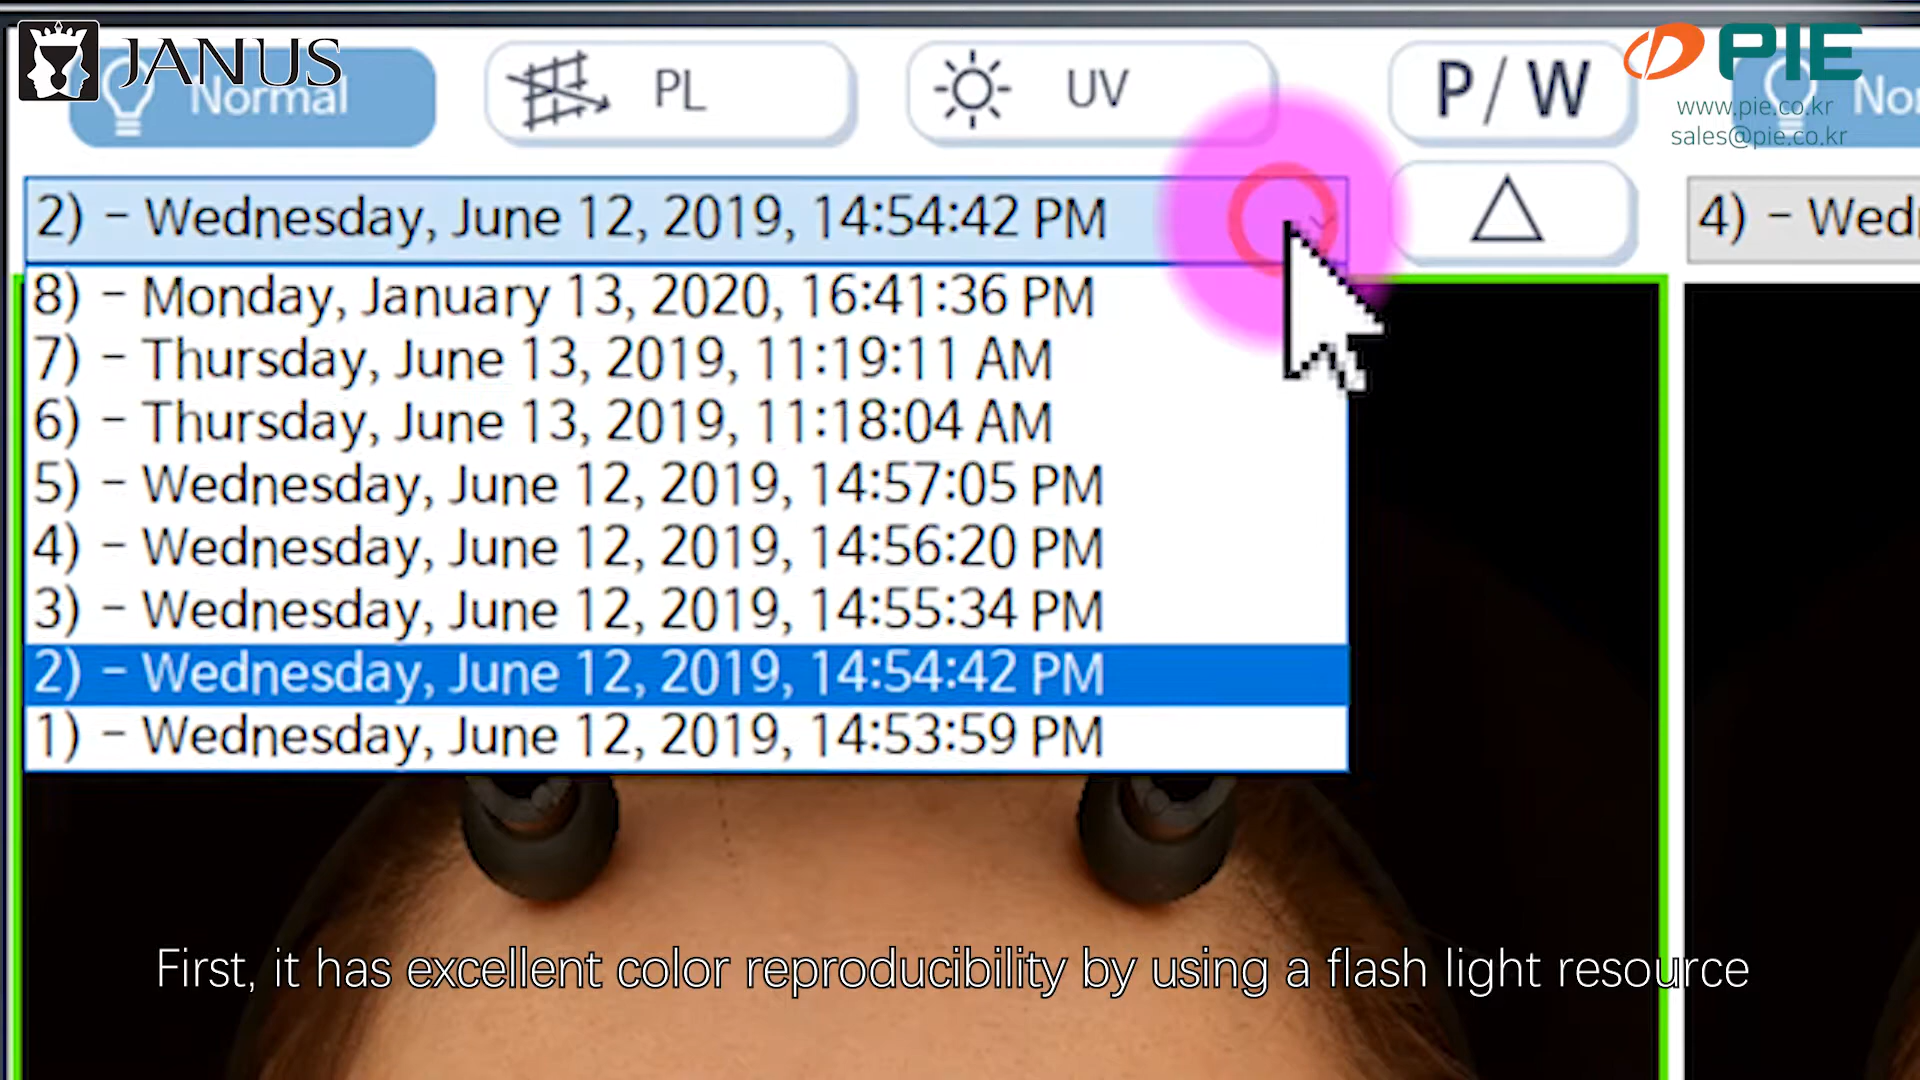 JANUS
Normal
PL
UV
P / W
PIE
www.pie.co.kr
sales@pie.co.kr
2) - Wednesday, June 12, 2019, 14:54:42 PM
8) - Monday, January 13, 2020, 16:41:36 PM
7) - Thursday, June 13, 2019, 11:19:11 AM
6) - Thursday, June 13, 2019, 11:18:04 AM
5) - Wednesday, June 12, 2019, 14:57:05 PM
4) - Wednesday, June 12, 2019, 14:56:20 PM
3) - Wednesday, June 12, 2019, 14:55:34 PM
2) - Wednesday, June 12, 2019, 14:54:42 PM
1) - Wednesday, June 12, 2019, 14:53:59 PM
4) - Wed
First, it has excellent color reproducibility by using a flash light resource